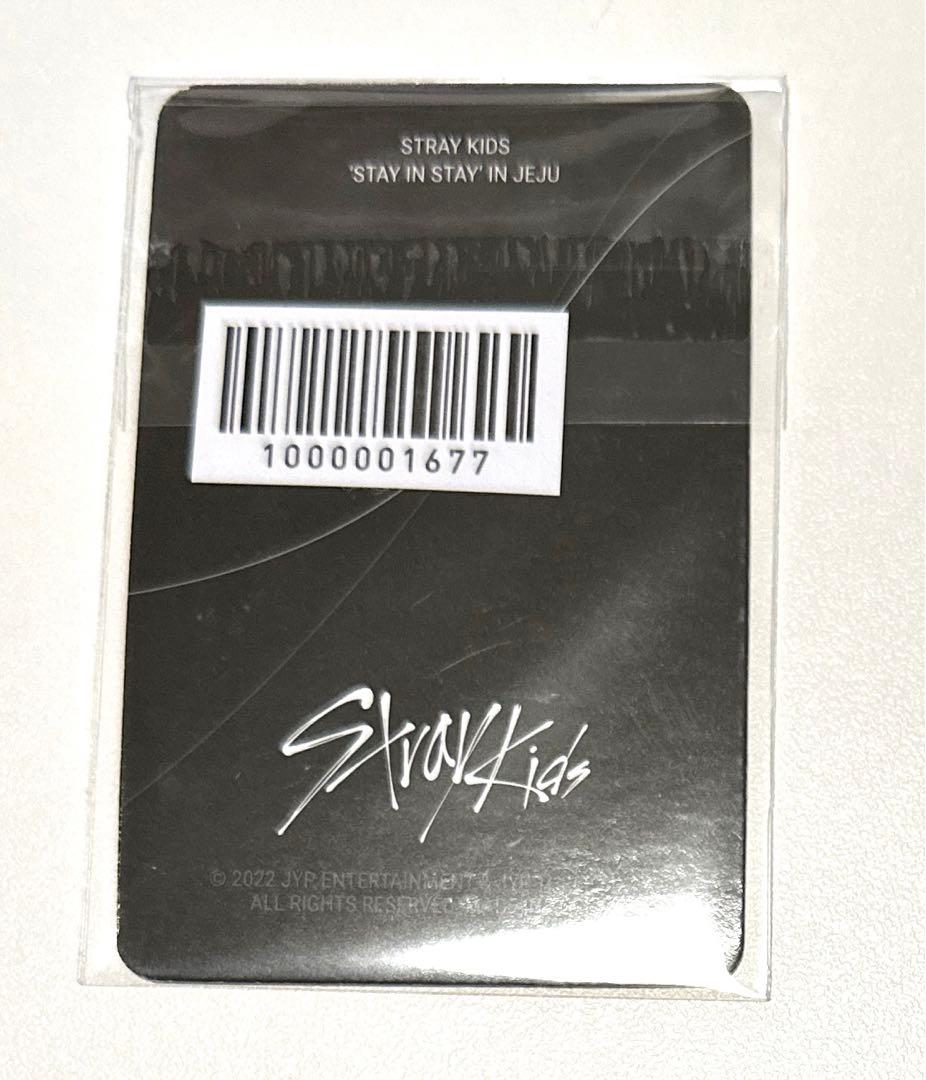 STRAY KIDS
'STAY IN STAY' IN JEJU
1000001677
Stray Kids
© 2022 JYP ENTERTAINMENT
ALL RIGHTS RESERVED